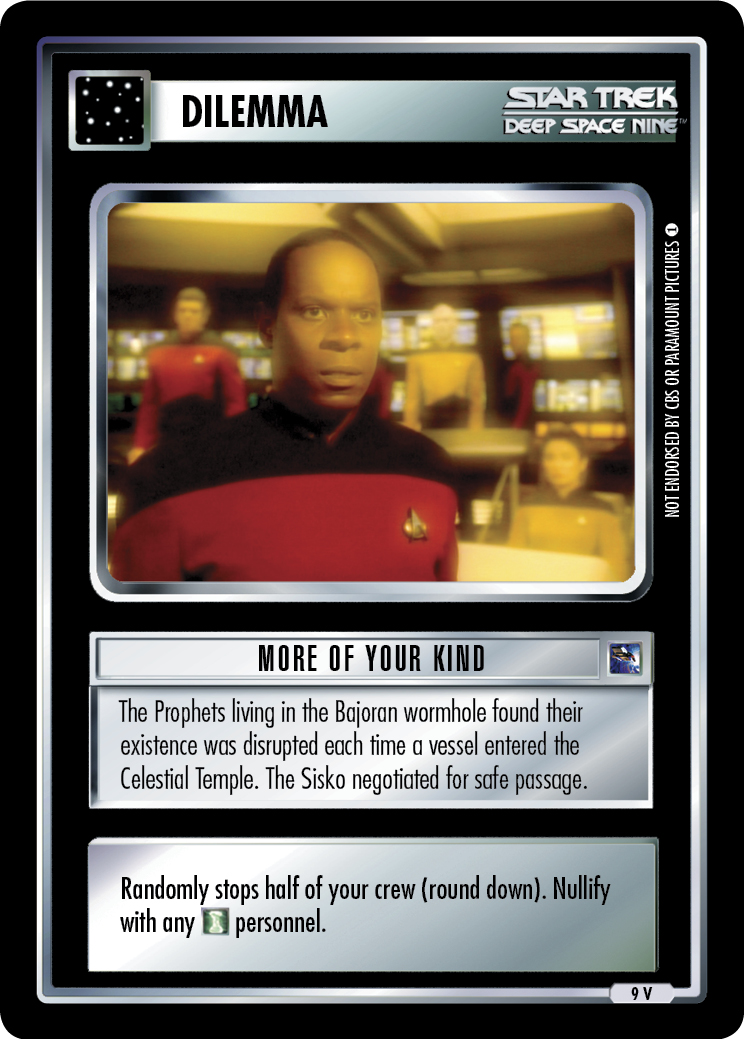 DILEMMA
STAR TREK
DEEP SPACE NINE™
NOT ENDORSED BY CBS OR PARAMOUNT PICTURES 1
MORE OF YOUR KIND
The Prophets living in the Bajoran wormhole found their
existence was disrupted each time a vessel entered the
Celestial Temple. The Sisko negotiated for safe passage.
Randomly stops half of your crew (round down). Nullify
with any personnel.
9 V